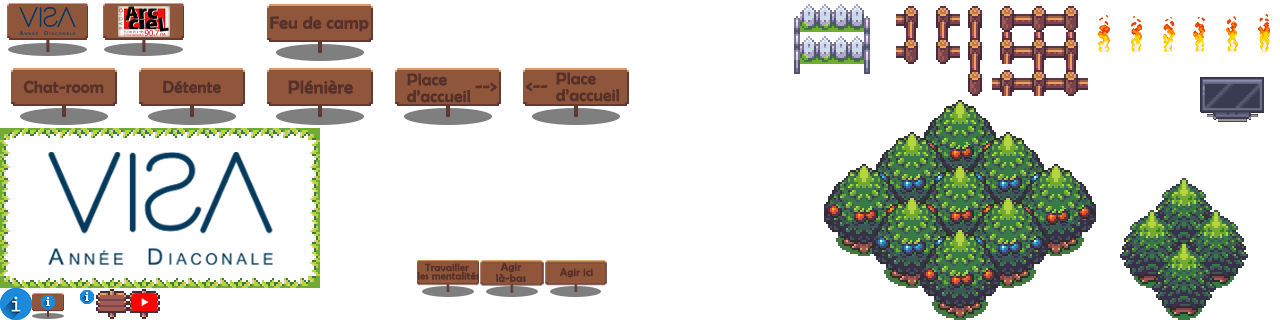 VISA
ANNÉE DIACONALE
RADIO
ARC
EN
CIEL
90.7
Feu de camp
Chat-room
Détente
Plénière
Place -->
d'accueil
<-- Place
d'accueil
VISA
ANNÉE DIACONALE
Travailler
les mentalités
Agir
là-bas
Agir ici
i
i
i